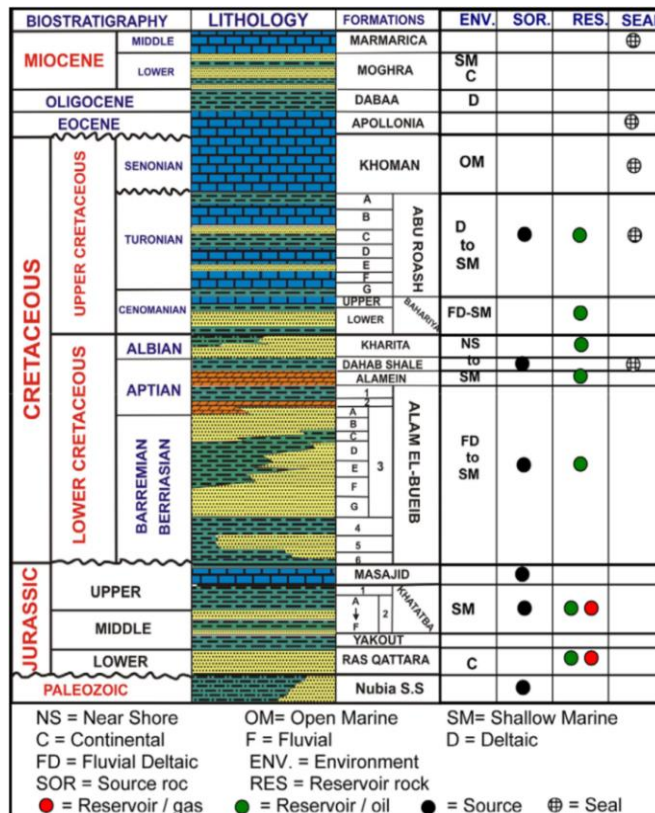 BIOSTRATIGRAPHY LITHOLOGY FORMATIONS ENV. SOR. RES. SEAL
MIOCENE MIDDLE MARMARICA
LOWER MOGHRA SM
C
OLIGOCENE DABAA D
EOCENE APOLLONIA
CRETACEOUS UPPER CRETACEOUS SENONIAN KHOMAN OM
TURONIAN A ABU ROASH D
B to
C SM
D
E
F
G
CENOMANIAN UPPER BAHARIYA FD-SM
LOWER
LOWER CRETACEOUS ALBIAN KHARITA NS
APTIAN DAHAB SHALE to
ALAMEIN SM
1 ALAM EL-BUEIB
2
BARREMIAN BERRIASIAN A 3 FD
B to
C SM
D
E
F
G
4
5
6
JURASSIC UPPER MASAJID
1 KHATATBA SM
A 2
F
MIDDLE
YAKOUT
LOWER RAS QATTARA C
PALEOZOIC Nubia S.S
NS = Near Shore OM= Open Marine SM= Shallow Marine
C = Continental F = Fluvial D = Deltaic
FD = Fluvial Deltaic ENV. = Environment
SOR = Source roc RES = Reservoir rock
= Reservoir / gas = Reservoir / oil = Source = Seal